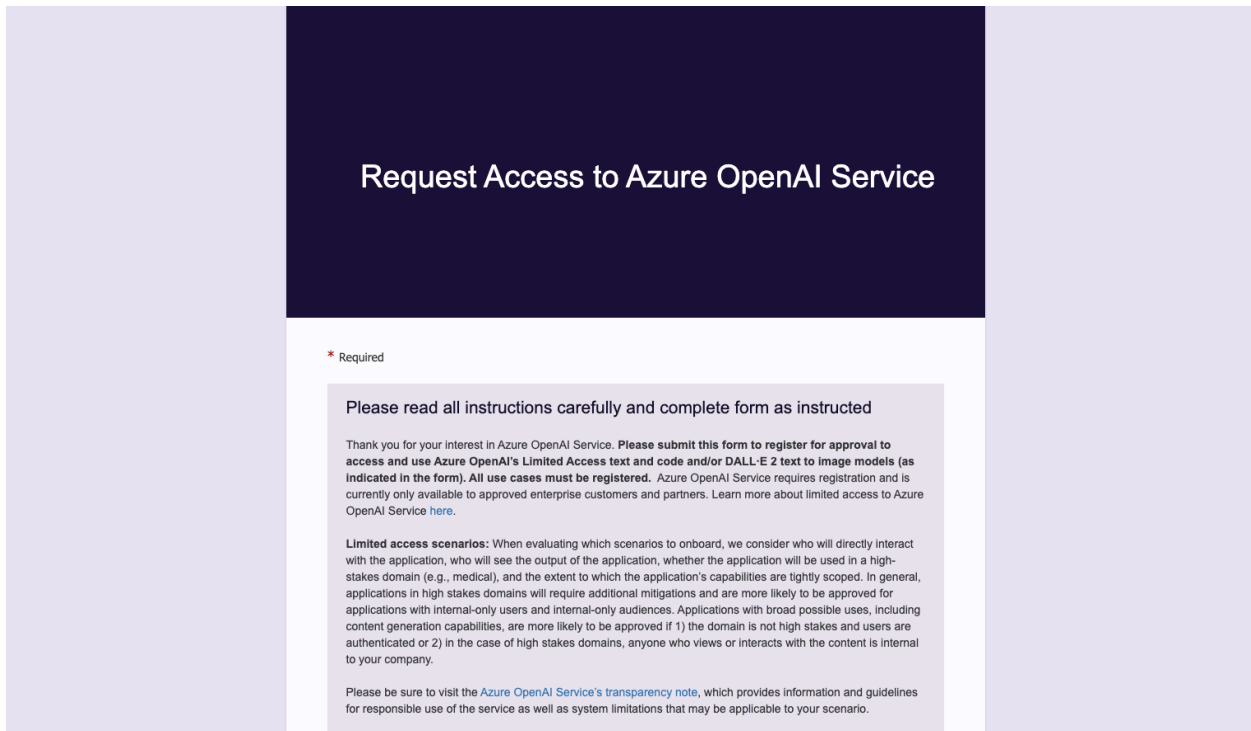 Request Access to Azure OpenAI Service
* Required
Please read all instructions carefully and complete form as instructed
Thank you for your interest in Azure OpenAI Service. Please submit this form to register for approval to
access and use Azure OpenAI's Limited Access text and code and/or DALL·E 2 text to image models (as
indicated in the form). All use cases must be registered.  Azure OpenAI Service requires registration and is
currently only available to approved enterprise customers and partners. Learn more about limited access to Azure
OpenAI Service here.
Limited access scenarios: When evaluating which scenarios to onboard, we consider who will directly interact
with the application, who will see the output of the application, whether the application will be used in a high-
stakes domain (e.g., medical), and the extent to which the application's capabilities are tightly scoped. In general,
applications in high stakes domains will require additional mitigations and are more likely to be approved for
applications with internal-only users and internal-only audiences. Applications with broad possible uses, including
content generation capabilities, are more likely to be approved if 1) the domain is not high stakes and users are
authenticated or 2) in the case of high stakes domains, anyone who views or interacts with the content is internal
to your company.
Please be sure to visit the Azure OpenAI Service's transparency note, which provides information and guidelines
for responsible use of the service as well as system limitations that may be applicable to your scenario.